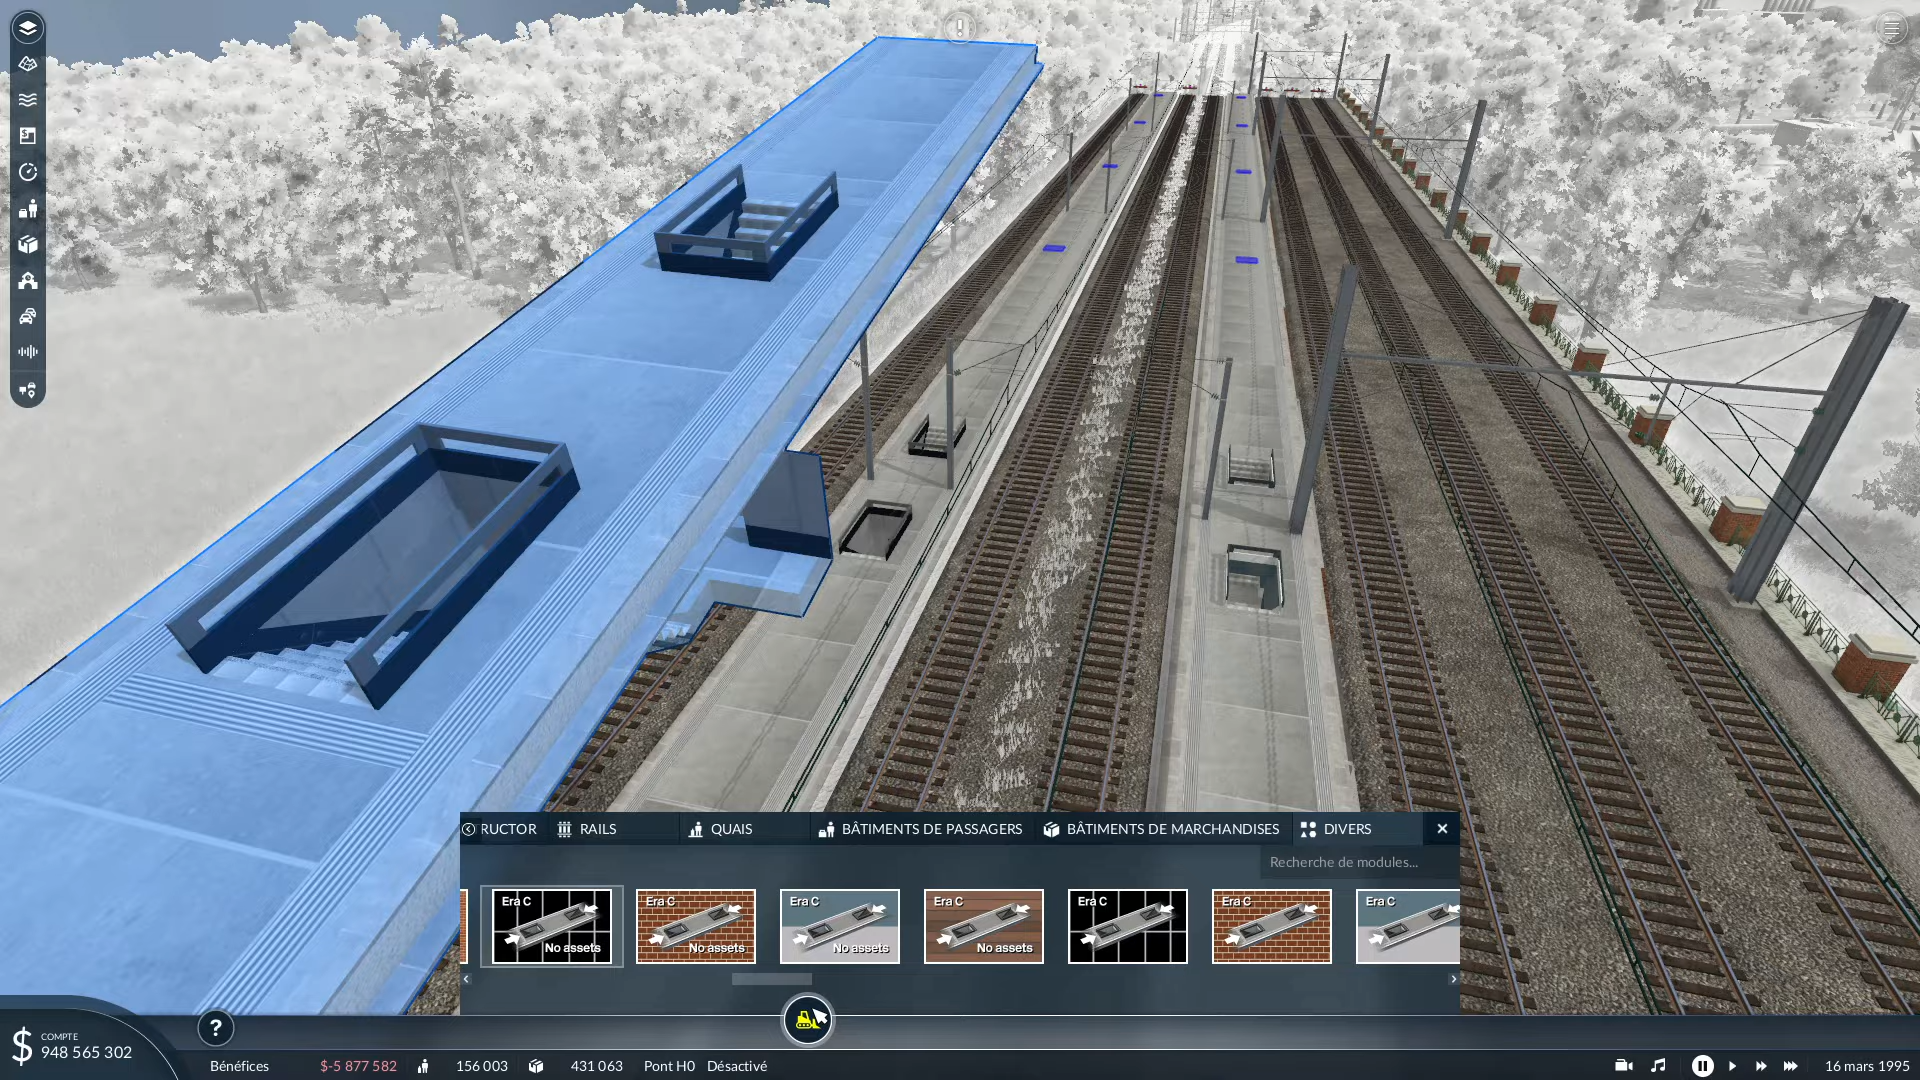 RUCTOR
RAILS
QUAIS
BÂTIMENTS DE PASSAGERS
BÂTIMENTS DE MARCHANDISES
DIVERS
Recherche de modules...
Era C
No assets
Era C
No assets
Era C
No assets
Era C
No assets
Era C
Era C
Era C
?
$
COMPTE
948 565 302
Bénéfices
$-5 877 582
156 003
431 063
Pont H0
Désactivé
16 mars 1995